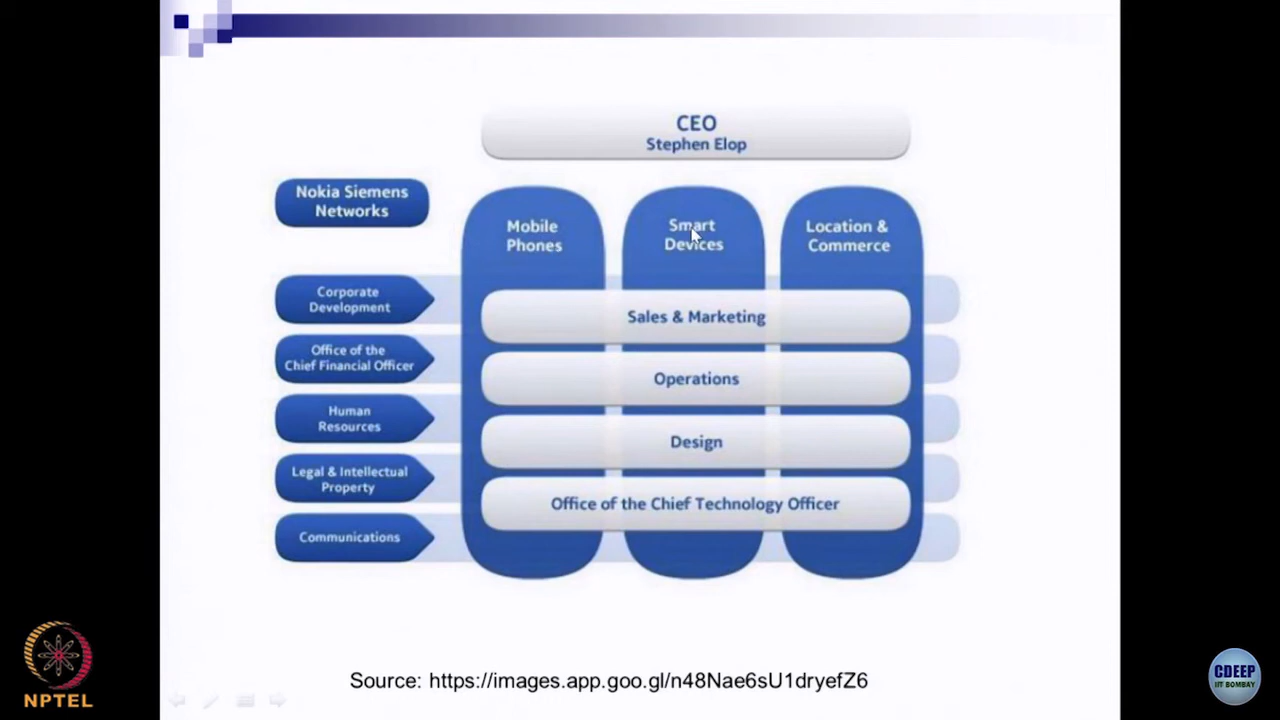 CEO
Stephen Elop
Nokia Siemens
Networks
Mobile
Phones
Smart
Devices
Location &
Commerce
Corporate
Development
Sales & Marketing
Office of the
Chief Financial Officer
Operations
Human
Resources
Design
Legal & Intellectual
Property
Office of the Chief Technology Officer
Communications
Source: https://images.app.goo.gl/n48Nae6sU1dryefZ6
NPTEL
CDEEP
IIT BOMBAY